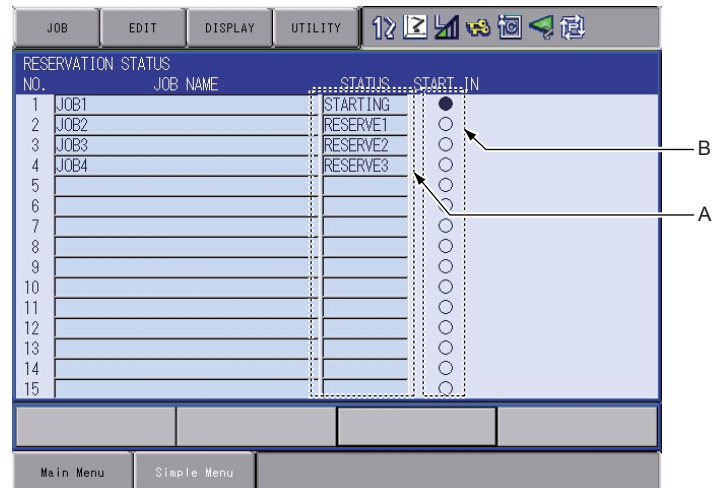 JOB EDIT DISPLAY UTILITY
RESERVATION STATUS
NO. JOB NAME STATUS START IN
1 JOB1 STARTING
2 JOB2 RESERVE1
3 JOB3 RESERVE2
4 JOB4 RESERVE3
5
6
7
8
9
10
11
12
13
14
15
B
A
Main Menu Simple Menu